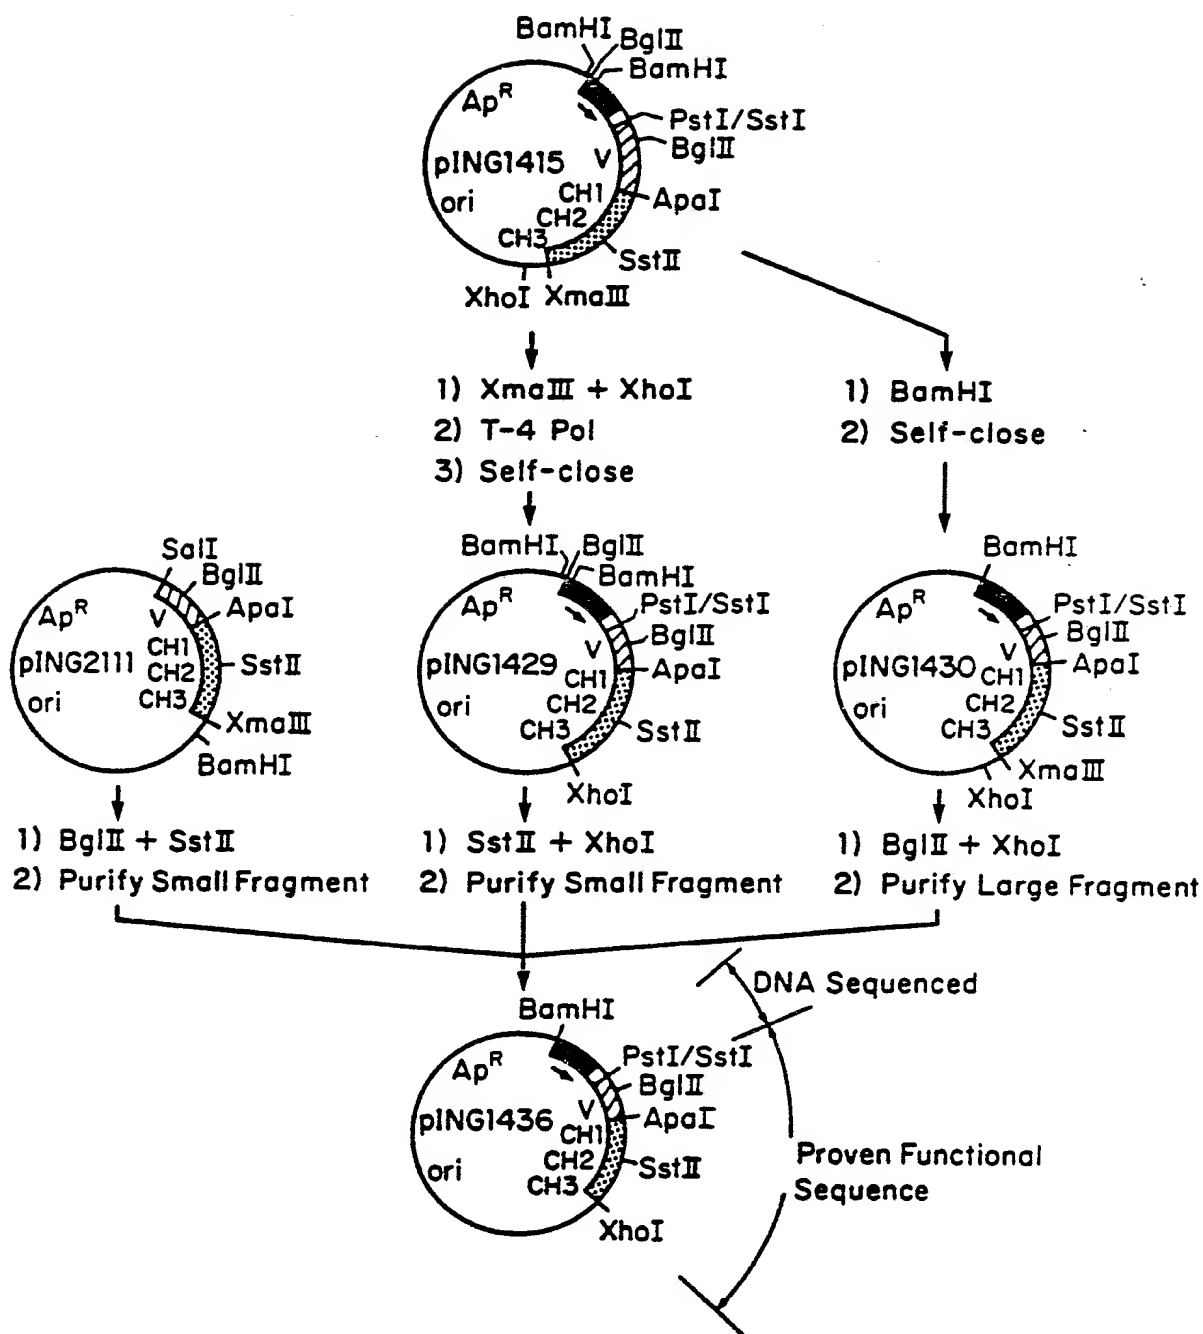 BamHI
BglII
BamHI
Ap^R
PstI/SstI
BglII
pING1415
V
ori
CH1
ApaI
CH2
CH3
SstII
XhoI XmaIII
1) XmaIII + XhoI
2) T-4 Pol
3) Self-close
1) BamHI
2) Self-close
SalI
BglII
ApaI
Ap^R
V
CH1
pING2111
CH2
SstII
ori
CH3
XmaIII
BamHI
BamHI
BglII
BamHI
Ap^R
PstI/SstI
V
BglII
pING1429
CH1
ApaI
ori
CH2
CH3
SstII
XhoI
BamHI
Ap^R
PstI/SstI
V
BglII
pING1430
CH1
ApaI
ori
CH2
CH3
SstII
XmaIII
XhoI
1) BglII + SstII
2) Purify Small Fragment
1) SstII + XhoI
2) Purify Small Fragment
1) BglII + XhoI
2) Purify Large Fragment
BamHI
DNA Sequenced
Ap^R
PstI/SstI
BglII
V
pING1436
ApaI
CH1
ori
CH2
SstII
CH3
XhoI
Proven Functional
Sequence